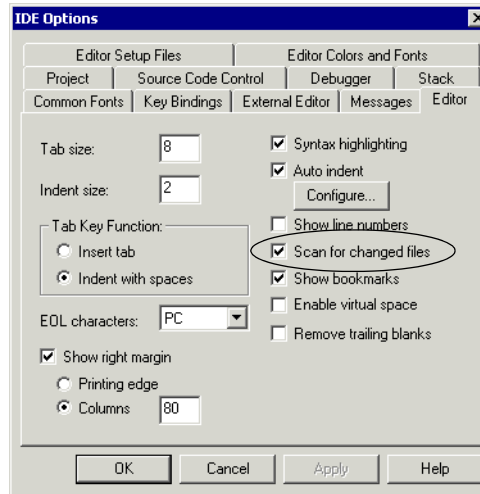 IDE Options
Editor Setup Files Editor Colors and Fonts
Project Source Code Control Debugger Stack
Common Fonts Key Bindings External Editor Messages Editor
Tab size: 8
Indent size: 2
Tab Key Function:
Insert tab
Indent with spaces
EOL characters: PC
Show right margin
Printing edge
Columns 80
Syntax highlighting
Auto indent
Configure...
Show line numbers
Scan for changed files
Show bookmarks
Enable virtual space
Remove trailing blanks
OK Cancel Apply Help